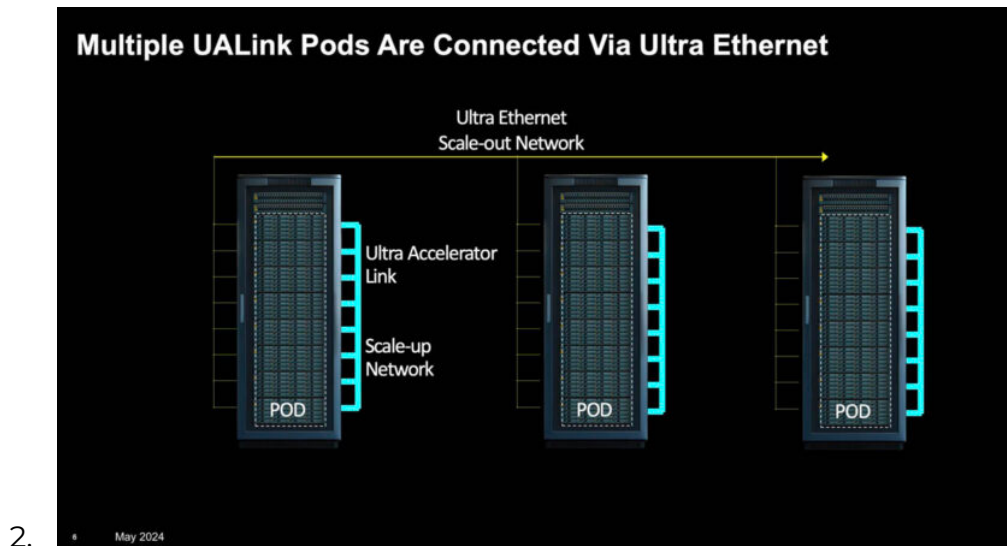 Multiple UALink Pods Are Connected Via Ultra Ethernet
Ultra Ethernet
Scale-out Network
Ultra Accelerator
Link
Scale-up
Network
POD
POD
POD
2.
6 May 2024